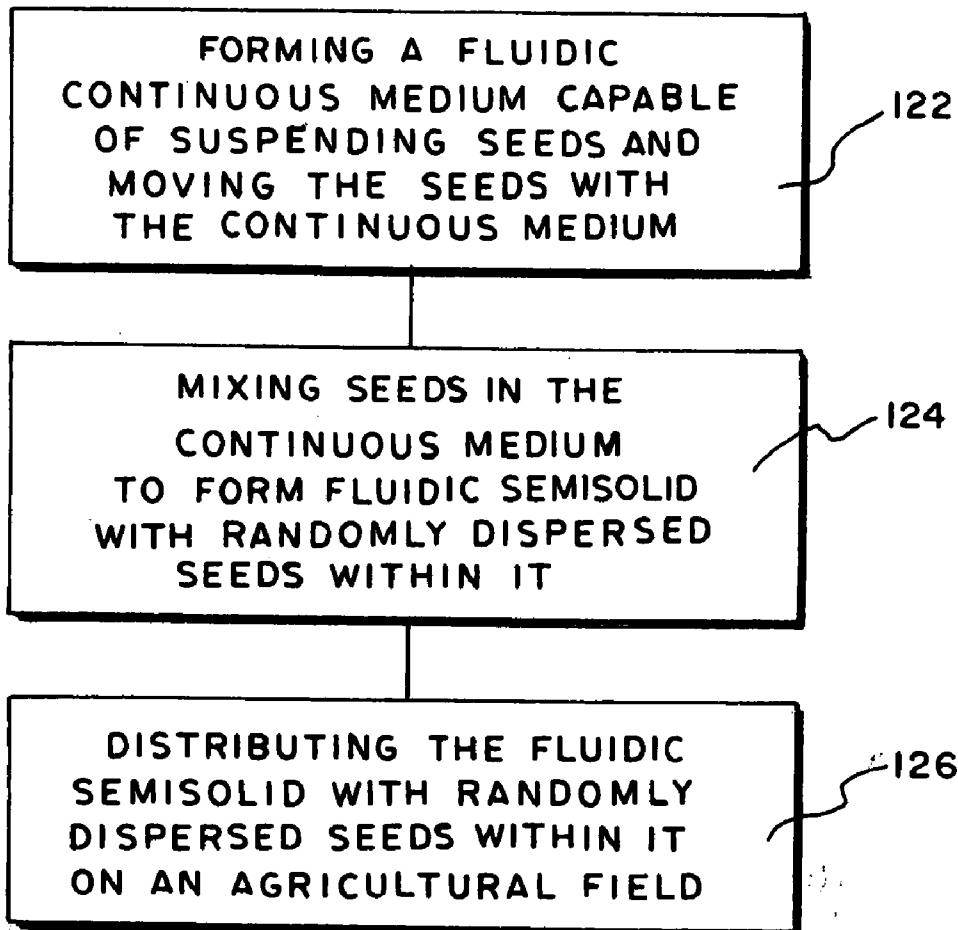 FORMING A FLUIDIC
CONTINUOUS MEDIUM CAPABLE
OF SUSPENDING SEEDS AND
MOVING THE SEEDS WITH
THE CONTINUOUS MEDIUM
122
MIXING SEEDS IN THE
CONTINUOUS MEDIUM
TO FORM FLUIDIC SEMISOLID
WITH RANDOMLY DISPERSED
SEEDS WITHIN IT
124
DISTRIBUTING THE FLUIDIC
SEMISOLID WITH RANDOMLY
DISPERSED SEEDS WITHIN IT
ON AN AGRICULTURAL FIELD
126